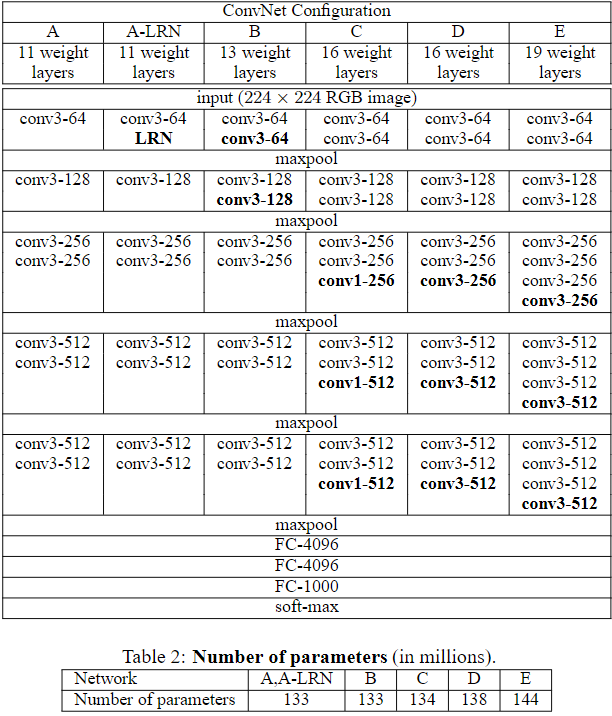 ConvNet Configuration
A A-LRN B C D E
11 weight 11 weight 13 weight 16 weight 16 weight 19 weight
layers layers layers layers layers layers
input (224 × 224 RGB image)
conv3-64 conv3-64 conv3-64 conv3-64 conv3-64 conv3-64
LRN conv3-64 conv3-64 conv3-64 conv3-64
maxpool
conv3-128 conv3-128 conv3-128 conv3-128 conv3-128 conv3-128
conv3-128 conv3-128 conv3-128 conv3-128
maxpool
conv3-256 conv3-256 conv3-256 conv3-256 conv3-256 conv3-256
conv3-256 conv3-256 conv3-256 conv3-256 conv3-256 conv3-256
conv1-256 conv3-256 conv3-256
conv3-256
maxpool
conv3-512 conv3-512 conv3-512 conv3-512 conv3-512 conv3-512
conv3-512 conv3-512 conv3-512 conv3-512 conv3-512 conv3-512
conv1-512 conv3-512 conv3-512
conv3-512
maxpool
conv3-512 conv3-512 conv3-512 conv3-512 conv3-512 conv3-512
conv3-512 conv3-512 conv3-512 conv3-512 conv3-512 conv3-512
conv1-512 conv3-512 conv3-512
conv3-512
maxpool
FC-4096
FC-4096
FC-1000
soft-max
Table 2: Number of parameters (in millions).
Network A,A-LRN B C D E
Number of parameters 133 133 134 138 144